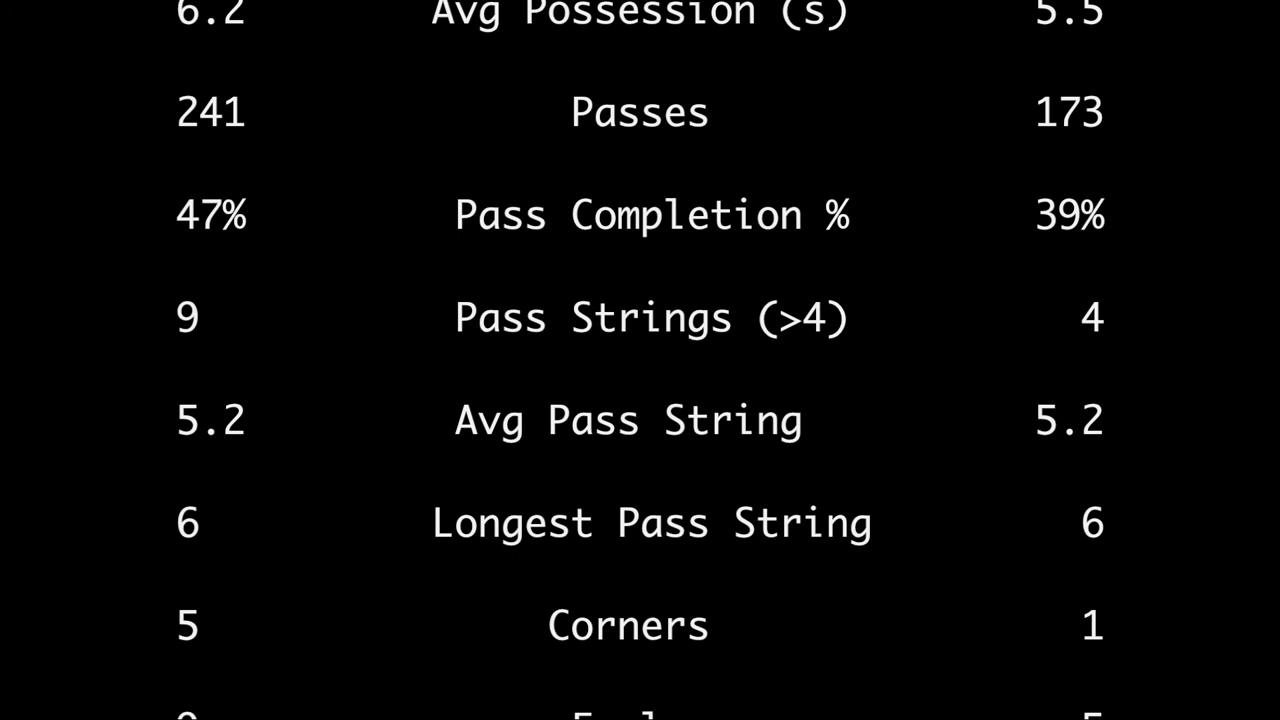 6.2 Avg Possession (s) 5.5
241 Passes 173
47% Pass Completion % 39%
9 Pass Strings (>4) 4
5.2 Avg Pass String 5.2
6 Longest Pass String 6
5 Corners 1